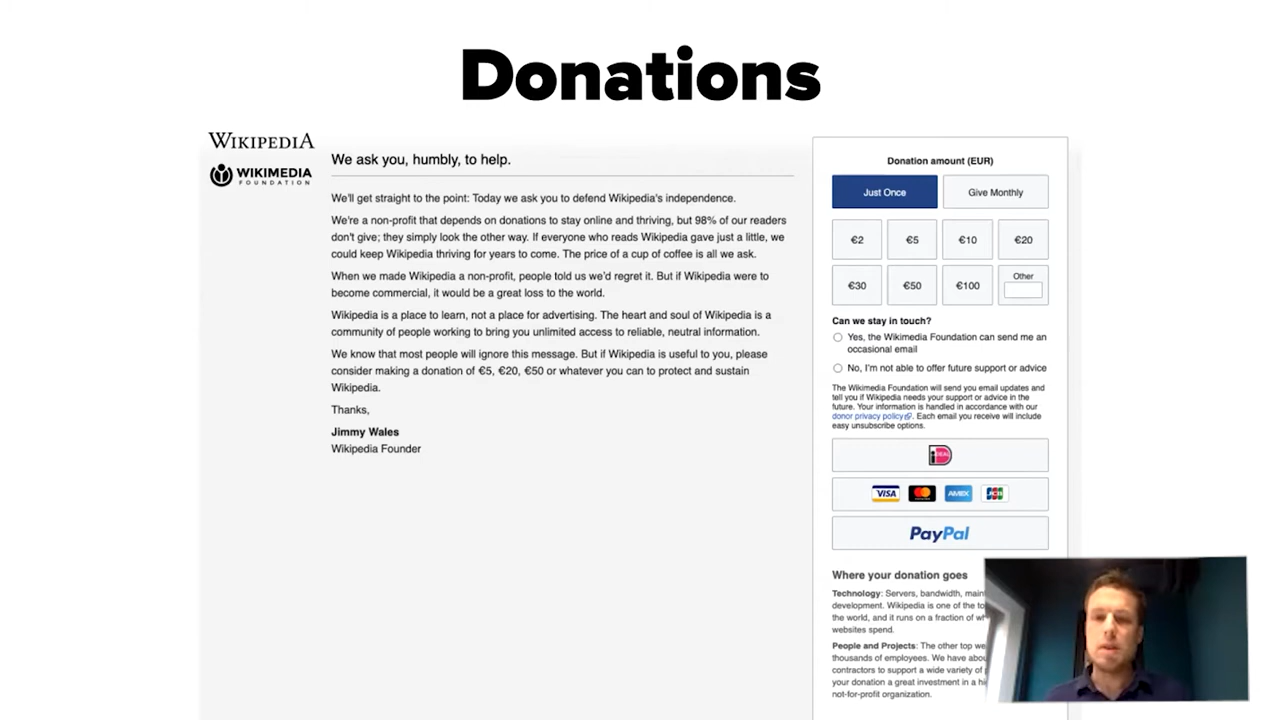 Donations
WIKIPEDIA
WIKIMEDIA
FOUNDATION
We ask you, humbly, to help.
We'll get straight to the point: Today we ask you to defend Wikipedia's independence.
We're a non-profit that depends on donations to stay online and thriving, but 98% of our readers
don't give; they simply look the other way. If everyone who reads Wikipedia gave just a little, we
could keep Wikipedia thriving for years to come. The price of a cup of coffee is all we ask.
When we made Wikipedia a non-profit, people told us we'd regret it. But if Wikipedia were to
become commercial, it would be a great loss to the world.
Wikipedia is a place to learn, not a place for advertising. The heart and soul of Wikipedia is a
community of people working to bring you unlimited access to reliable, neutral information.
We know that most people will ignore this message. But if Wikipedia is useful to you, please
consider making a donation of €5, €20, €50 or whatever you can to protect and sustain
Wikipedia.
Thanks,
Jimmy Wales
Wikipedia Founder
Donation amount (EUR)
Just Once Give Monthly
€2 €5 €10 €20
€30 €50 €100 Other
Can we stay in touch?
Yes, the Wikimedia Foundation can send me an
occasional email
No, I'm not able to offer future support or advice
The Wikimedia Foundation will send you email updates and
tell you if Wikipedia needs your support or advice in the
future. Your information is handled in accordance with our
donor privacy policy. Each email you receive will include
easy unsubscribe options.
iDEAL
VISA AMEX JCB
PayPal
Where your donation goes
Technology: Servers, bandwidth,
development. Wikipedia is one of the
the world, and it runs on a fraction of
websites spend.
People and Projects: The other top
thousands of employees. We have
contractors to support a wide variety of
your donation a great investment in a
not-for-profit organization.